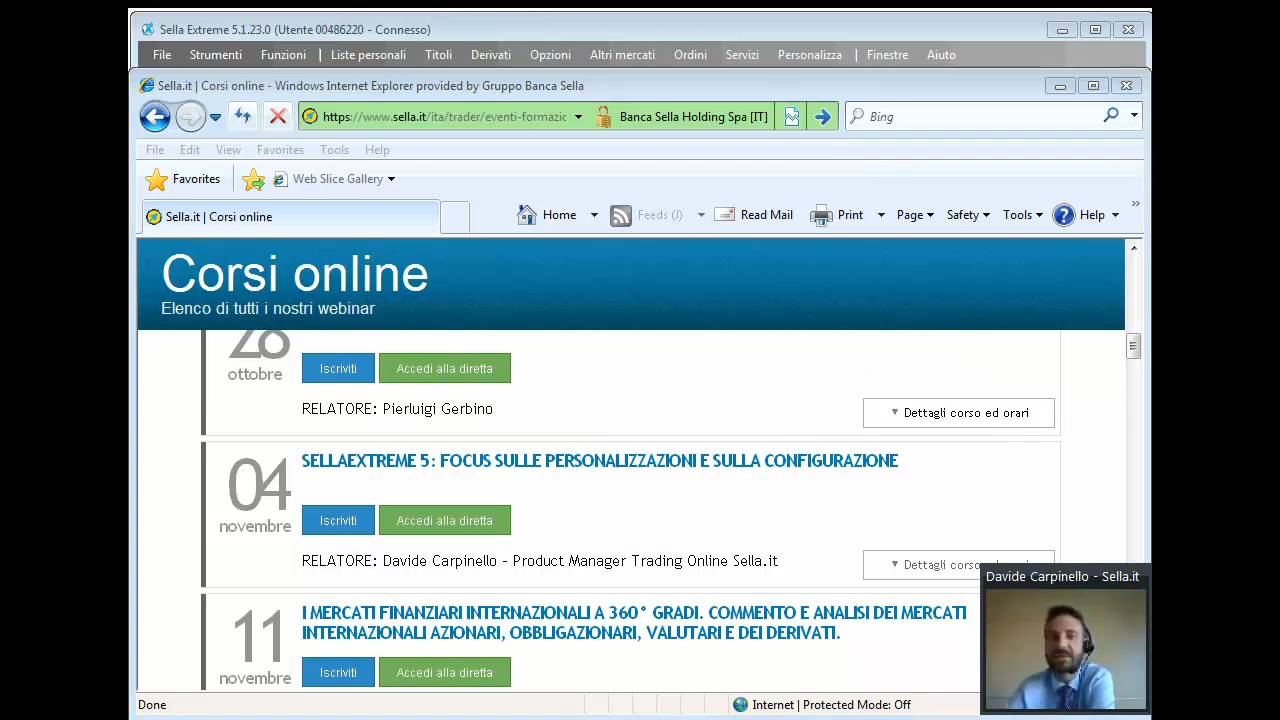 Sella Extreme 5.1.23.0 (Utente 00486220 - Connesso)
File Strumenti Funzioni | Liste personali Titoli Derivati Opzioni Altri mercati Ordini Servizi Personalizza | Finestre Aiuto
Sella.it | Corsi online - Windows Internet Explorer provided by Gruppo Banca Sella
https://www.sella.it/ita/trader/eventi-formazic Banca Sella Holding Spa [IT] Bing
File Edit View Favorites Tools Help
Favorites Web Slice Gallery
Sella.it | Corsi online Home Feeds (J) Read Mail Print Page Safety Tools Help »
Corsi online
Elenco di tutti i nostri webinar
28
ottobre
Iscriviti Accedi alla diretta
RELATORE: Pierluigi Gerbino
Dettagli corso ed orari
04
novembre
SELLAEXTREME 5: FOCUS SULLE PERSONALIZZAZIONI E SULLA CONFIGURAZIONE
Iscriviti Accedi alla diretta
RELATORE: Davide Carpinello - Product Manager Trading Online Sella.it
Dettagli corso
Davide Carpinello - Sella.it
11
novembre
I MERCATI FINANZIARI INTERNAZIONALI A 360° GRADI. COMMENTO E ANALISI DEI MERCATI
INTERNAZIONALI AZIONARI, OBBLIGAZIONARI, VALUTARI E DEI DERIVATI.
Iscriviti Accedi alla diretta
Done Internet | Protected Mode: Off